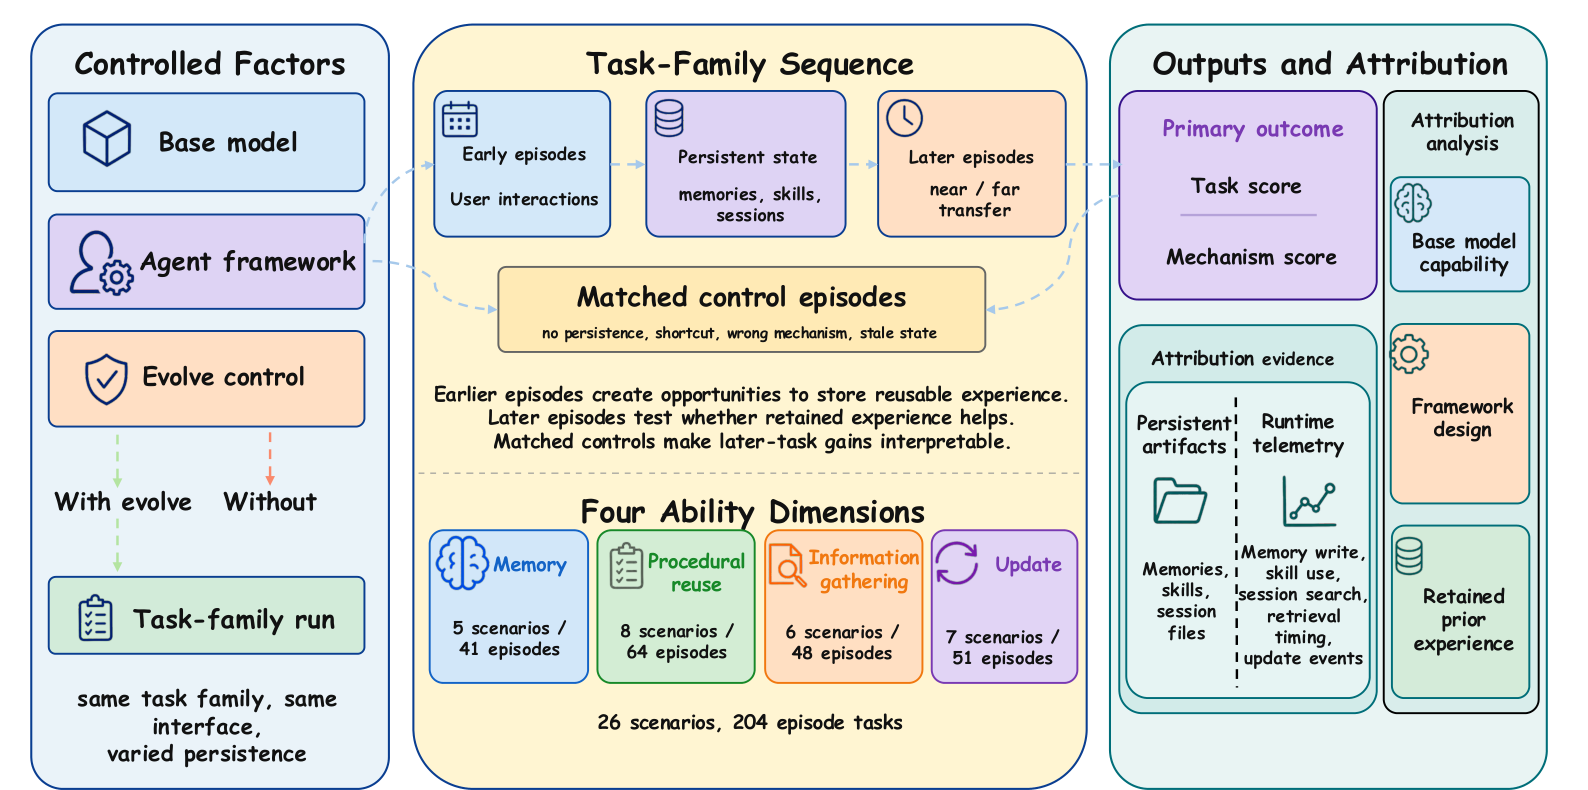 Controlled Factors
Base model
Agent framework
Evolve control
With evolve
Without
Task-family run
same task family, same
interface,
varied persistence
Task-Family Sequence
Early episodes
User interactions
Persistent state
memories, skills,
sessions
Later episodes
near / far
transfer
Matched control episodes
no persistence, shortcut, wrong mechanism, stale state
Earlier episodes create opportunities to store reusable experience.
Later episodes test whether retained experience helps.
Matched controls make later-task gains interpretable.
Four Ability Dimensions
Memory
5 scenarios /
41 episodes
Procedural
reuse
8 scenarios /
64 episodes
Information
gathering
6 scenarios /
48 episodes
Update
7 scenarios /
51 episodes
26 scenarios, 204 episode tasks
Outputs and Attribution
Primary outcome
Task score
Mechanism score
Attribution evidence
Persistent
artifacts
Memories,
skills,
session
files
Runtime
telemetry
Memory write,
skill use,
session search,
retrieval
timing,
update events
Attribution
analysis
Base model
capability
Framework
design
Retained
prior
experience